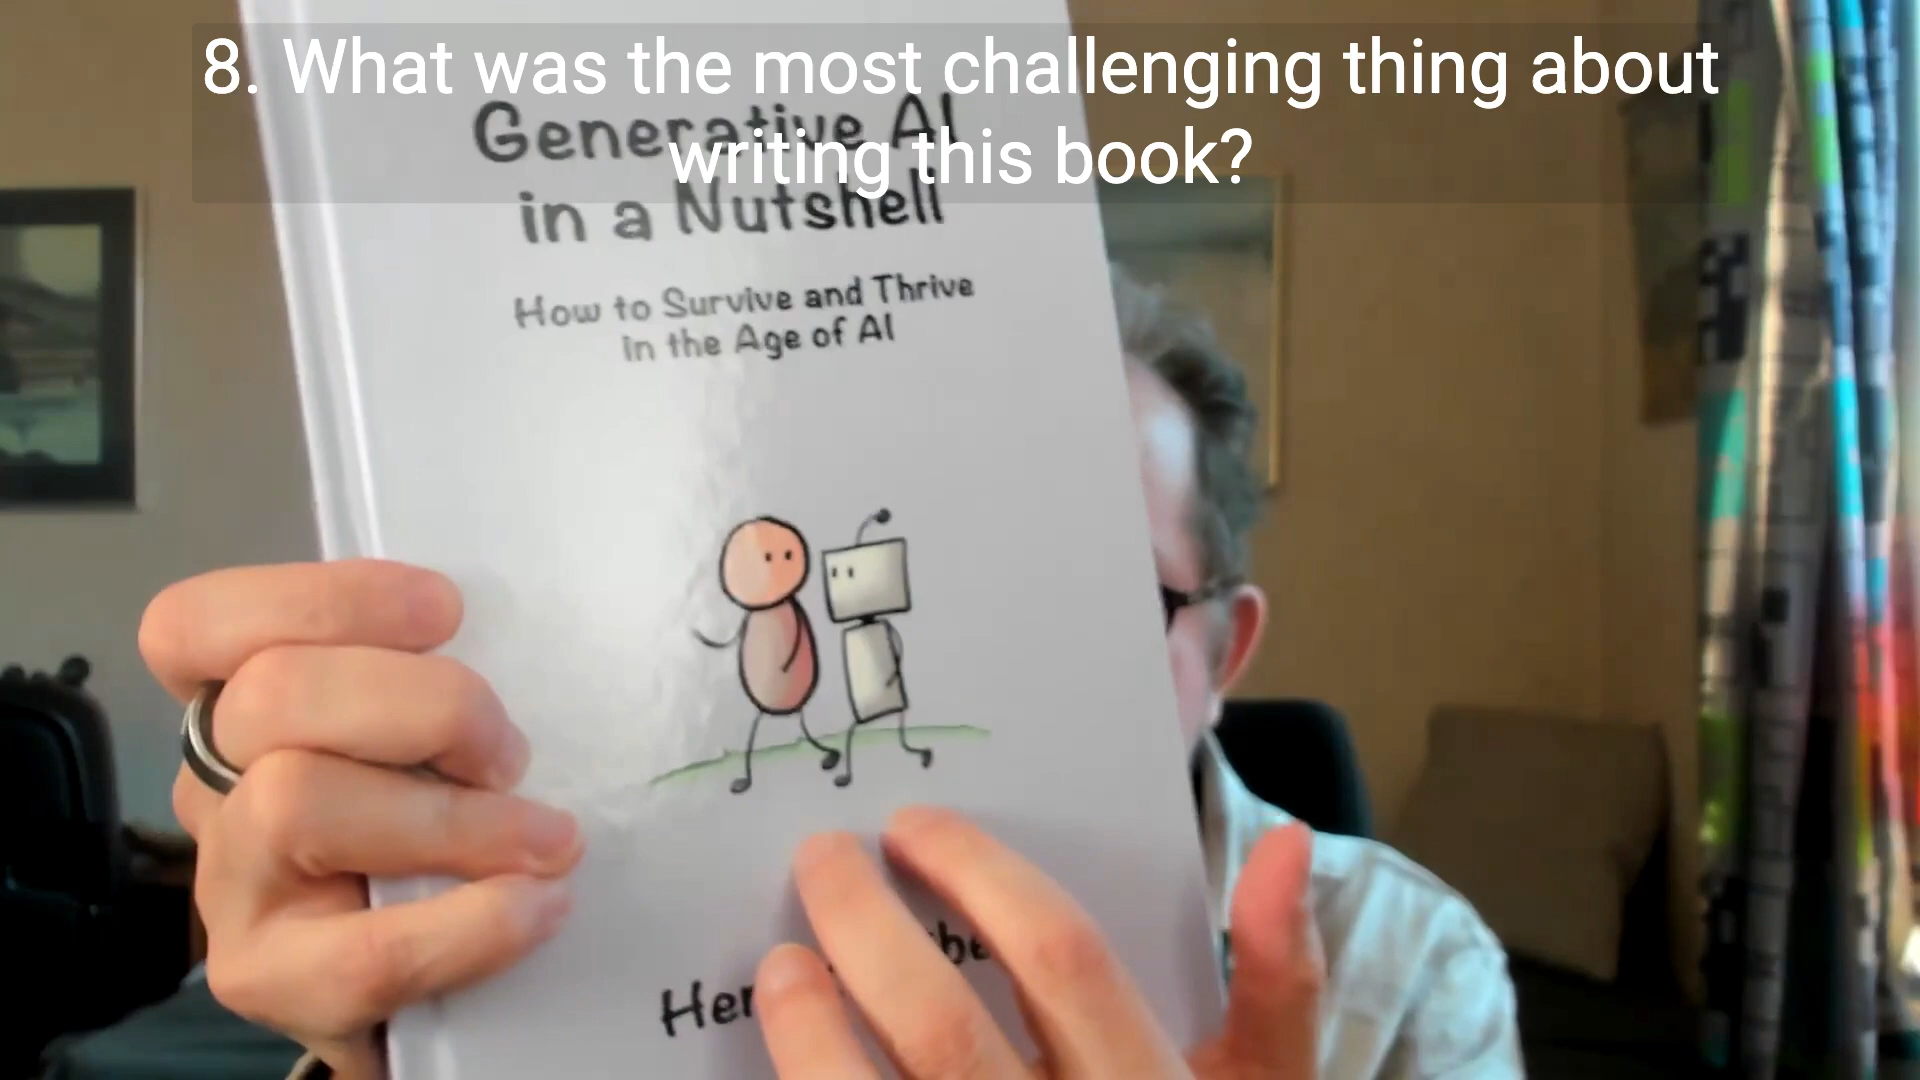 8. What was the most challenging thing about
writing this book?
Generative AI
in a Nutshell
How to Survive and Thrive
in the Age of AI